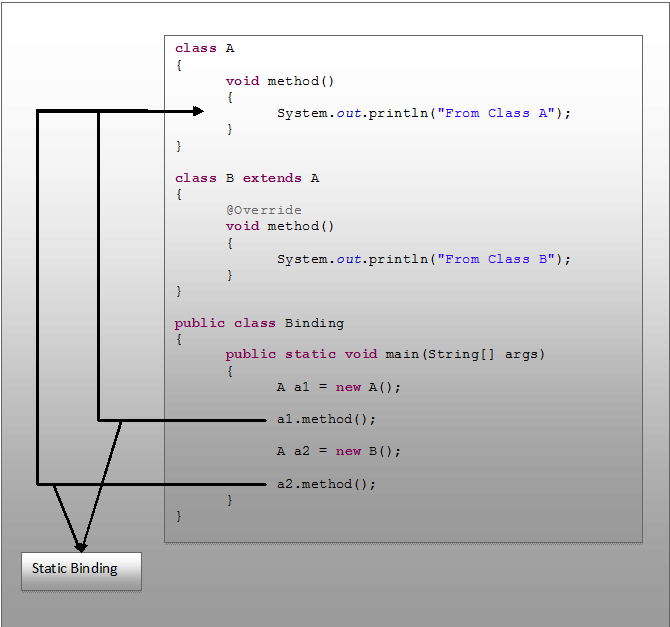 class A
{
void method()
{
System.out.println("From Class A");
}
}
class B extends A
{
@Override
void method()
{
System.out.println("From Class B");
}
}
public class Binding
{
public static void main(String[] args)
{
A a1 = new A();
a1.method();
A a2 = new B();
a2.method();
}
}
Static Binding